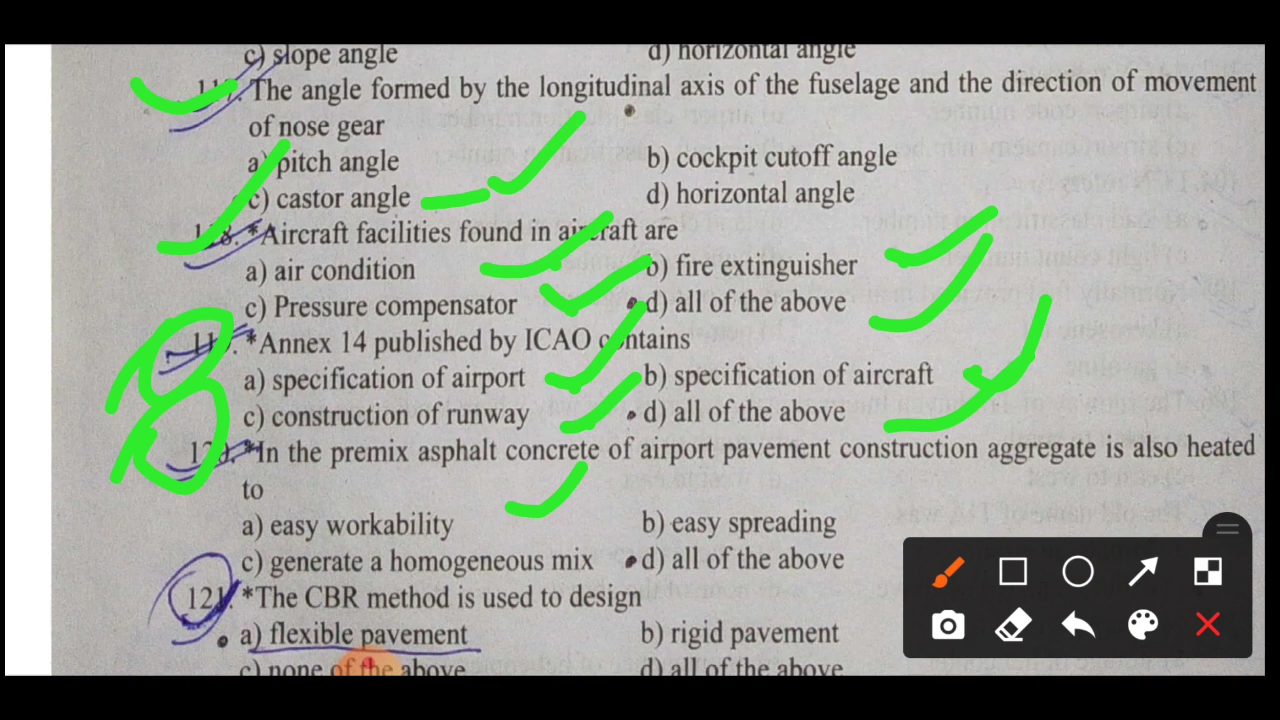 c) slope angle d) horizontal angle
117. The angle formed by the longitudinal axis of the fuselage and the direction of movement
of nose gear
a) pitch angle b) cockpit cutoff angle
c) castor angle d) horizontal angle
118. *Aircraft facilities found in aircraft are
a) air condition b) fire extinguisher
c) Pressure compensator d) all of the above
119. *Annex 14 published by ICAO contains
a) specification of airport b) specification of aircraft
c) construction of runway d) all of the above
120. *In the premix asphalt concrete of airport pavement construction aggregate is also heated
to
a) easy workability b) easy spreading
c) generate a homogeneous mix d) all of the above
121. *The CBR method is used to design
a) flexible pavement b) rigid pavement
c) none of the above d) all of the above